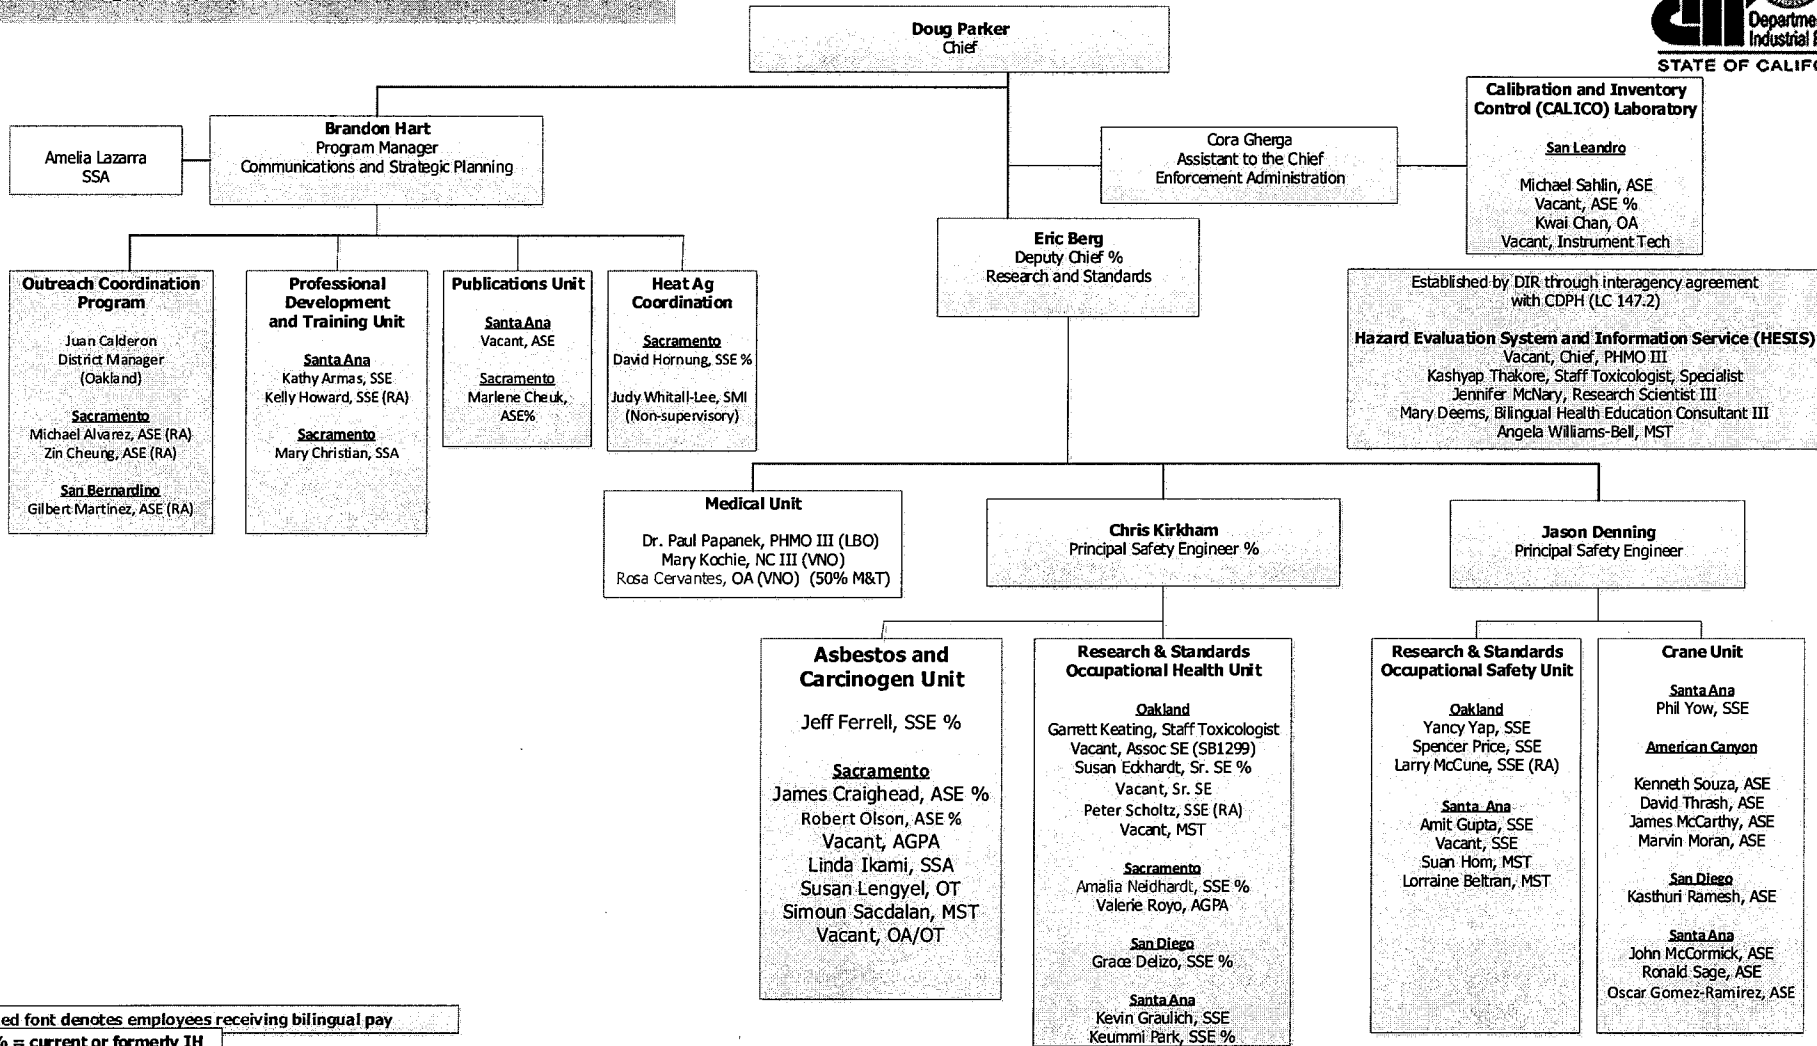 Doug Parker
Chief
Departme
Industrial
STATE OF CALIFO
Amelia Lazarra
SSA
Brandon Hart
Program Manager
Communications and Strategic Planning
Cora Gherga
Assistant to the Chief
Enforcement Administration
Calibration and Inventory
Control (CALICO) Laboratory
San Leandro
Michael Sahlin, ASE
Vacant, ASE %
Kwai Chan, OA
Vacant, Instrument Tech
Eric Berg
Deputy Chief %
Research and Standards
Outreach Coordination
Program
Juan Calderon
District Manager
(Oakland)
Sacramento
Michael Alvarez, ASE (RA)
Zin Cheung, ASE (RA)
San Bernardino
Gilbert Martinez, ASE (RA)
Professional
Development
and Training Unit
Santa Ana
Kathy Armas, SSE
Kelly Howard, SSE (RA)
Sacramento
Mary Christian, SSA
Publications Unit
Santa Ana
Vacant, ASE
Sacramento
Marlene Cheuk,
ASE%
Heat Ag
Coordination
Sacramento
David Hornung, SSE %
Judy Whitall-Lee, SMI
(Non-supervisory)
Established by DIR through interagency agreement
with CDPH (LC 147.2)
Hazard Evaluation System and Information Service (HESIS)
Vacant, Chief, PHMO III
Kashyap Thakore, Staff Toxicologist, Specialist
Jennifer McNary, Research Scientist III
Mary Deems, Bilingual Health Education Consultant III
Angela Williams-Bell, MST
Medical Unit
Dr. Paul Papanek, PHMO III (LBO)
Mary Kochie, NC III (VNO)
Rosa Cervantes, OA (VNO) (50% M&T)
Chris Kirkham
Principal Safety Engineer %
Jason Denning
Principal Safety Engineer
Asbestos and
Carcinogen Unit
Jeff Ferrell, SSE %
Sacramento
James Craighead, ASE %
Robert Olson, ASE %
Vacant, AGPA
Linda Ikami, SSA
Susan Lengyel, OT
Simoun Sacdalan, MST
Vacant, OA/OT
Research & Standards
Occupational Health Unit
Oakland
Garrett Keating, Staff Toxicologist
Vacant, Assoc SE (SB1299)
Susan Eckhardt, Sr. SE %
Vacant, Sr. SE
Peter Scholtz, SSE (RA)
Vacant, MST
Sacramento
Amalia Neidhardt, SSE %
Valerie Royo, AGPA
San Diego
Grace Delizo, SSE %
Santa Ana
Kevin Graulich, SSE
Keummi Park, SSE %
Research & Standards
Occupational Safety Unit
Oakland
Yancy Yap, SSE
Spencer Price, SSE
Larry McCune, SSE (RA)
Santa Ana
Amit Gupta, SSE
Vacant, SSE
Suan Hom, MST
Lorraine Beltran, MST
Crane Unit
Santa Ana
Phil Yow, SSE
American Canyon
Kenneth Souza, ASE
David Thrash, ASE
James McCarthy, ASE
Marvin Moran, ASE
San Diego
Kasthuri Ramesh, ASE
Santa Ana
John McCormick, ASE
Ronald Sage, ASE
Oscar Gomez-Ramirez, ASE
ed font denotes employees receiving bilingual pay
% = current or formerly IH